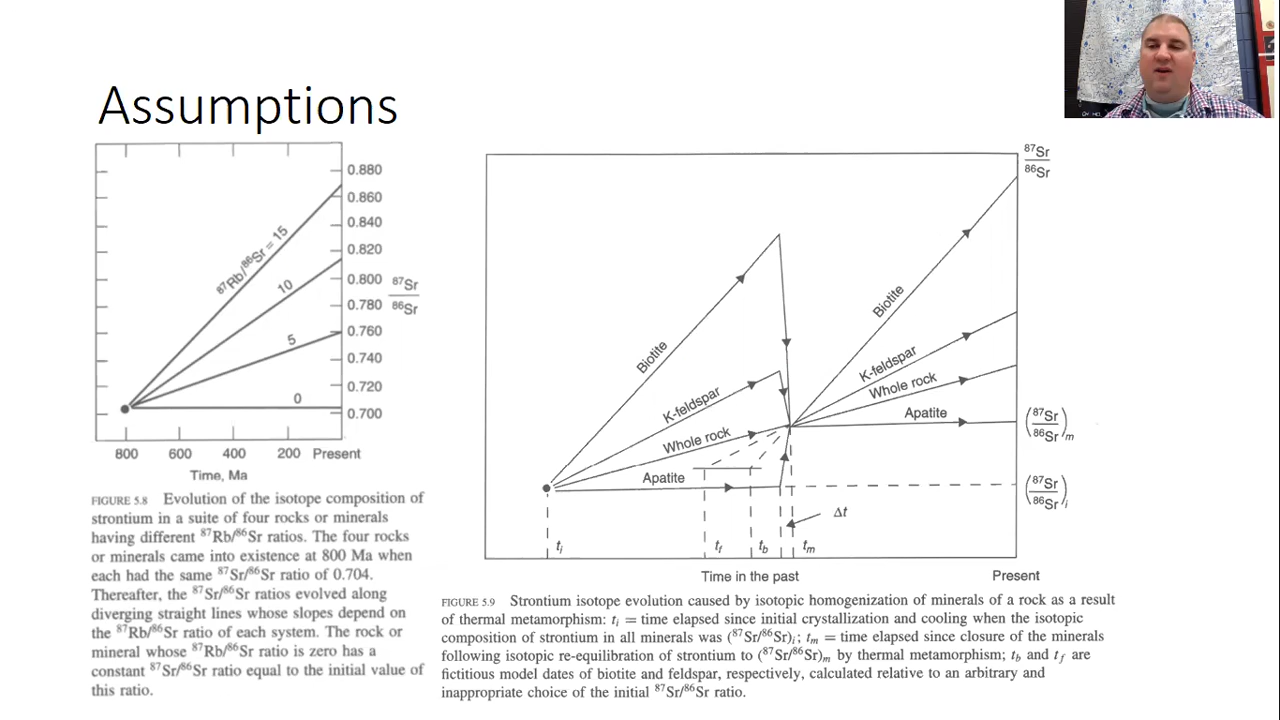 Assumptions
0.880
0.860
0.840
0.820
0.800
0.780
0.760
0.740
0.720
0.700
⁸⁷Sr
⁸⁶Sr
⁸⁷Rb/⁸⁶Sr = 15
10
5
0
800 600 400 200 Present
Time, Ma
FIGURE 5.8 Evolution of the isotope composition of
strontium in a suite of four rocks or minerals
having different ⁸⁷Rb/⁸⁶Sr ratios. The four rocks
or minerals came into existence at 800 Ma when
each had the same ⁸⁷Sr/⁸⁶Sr ratio of 0.704.
Thereafter, the ⁸⁷Sr/⁸⁶Sr ratios evolved along
diverging straight lines whose slopes depend on
the ⁸⁷Rb/⁸⁶Sr ratio of each system. The rock or
mineral whose ⁸⁷Rb/⁸⁶Sr ratio is zero has a
constant ⁸⁷Sr/⁸⁶Sr ratio equal to the initial value of
this ratio.
⁸⁷Sr
⁸⁶Sr
Biotite
K-feldspar
Whole rock
Apatite
Biotite
K-feldspar
Whole rock
Apatite
(⁸⁷Sr/⁸⁶Sr)m
(⁸⁷Sr/⁸⁶Sr)i
Δt
ti tf tb tm
Time in the past Present
FIGURE 5.9 Strontium isotope evolution caused by isotopic homogenization of minerals of a rock as a result
of thermal metamorphism: ti = time elapsed since initial crystallization and cooling when the isotopic
composition of strontium in all minerals was (⁸⁷Sr/⁸⁶Sr)i; tm = time elapsed since closure of the minerals
following isotopic re-equilibration of strontium to (⁸⁷Sr/⁸⁶Sr)m by thermal metamorphism; tb and tf are
fictitious model dates of biotite and feldspar, respectively, calculated relative to an arbitrary and
inappropriate choice of the initial ⁸⁷Sr/⁸⁶Sr ratio.